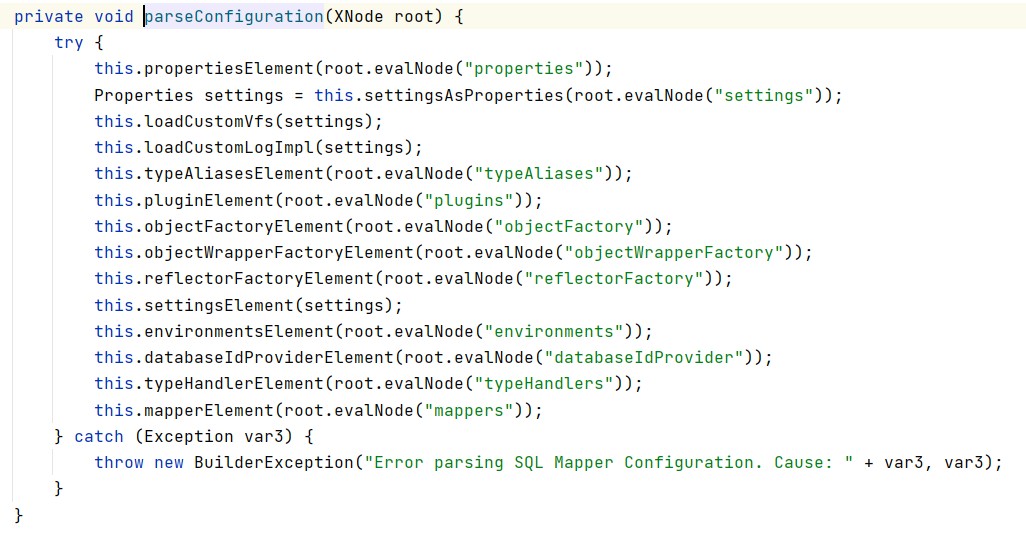 private void parseConfiguration(XNode root) {
    try {
        this.propertiesElement(root.evalNode("properties"));
        Properties settings = this.settingsAsProperties(root.evalNode("settings"));
        this.loadCustomVfs(settings);
        this.loadCustomLogImpl(settings);
        this.typeAliasesElement(root.evalNode("typeAliases"));
        this.pluginElement(root.evalNode("plugins"));
        this.objectFactoryElement(root.evalNode("objectFactory"));
        this.objectWrapperFactoryElement(root.evalNode("objectWrapperFactory"));
        this.reflectorFactoryElement(root.evalNode("reflectorFactory"));
        this.settingsElement(settings);
        this.environmentsElement(root.evalNode("environments"));
        this.databaseIdProviderElement(root.evalNode("databaseIdProvider"));
        this.typeHandlerElement(root.evalNode("typeHandlers"));
        this.mapperElement(root.evalNode("mappers"));
    } catch (Exception var3) {
        throw new BuilderException("Error parsing SQL Mapper Configuration. Cause: " + var3, var3);
    }
}